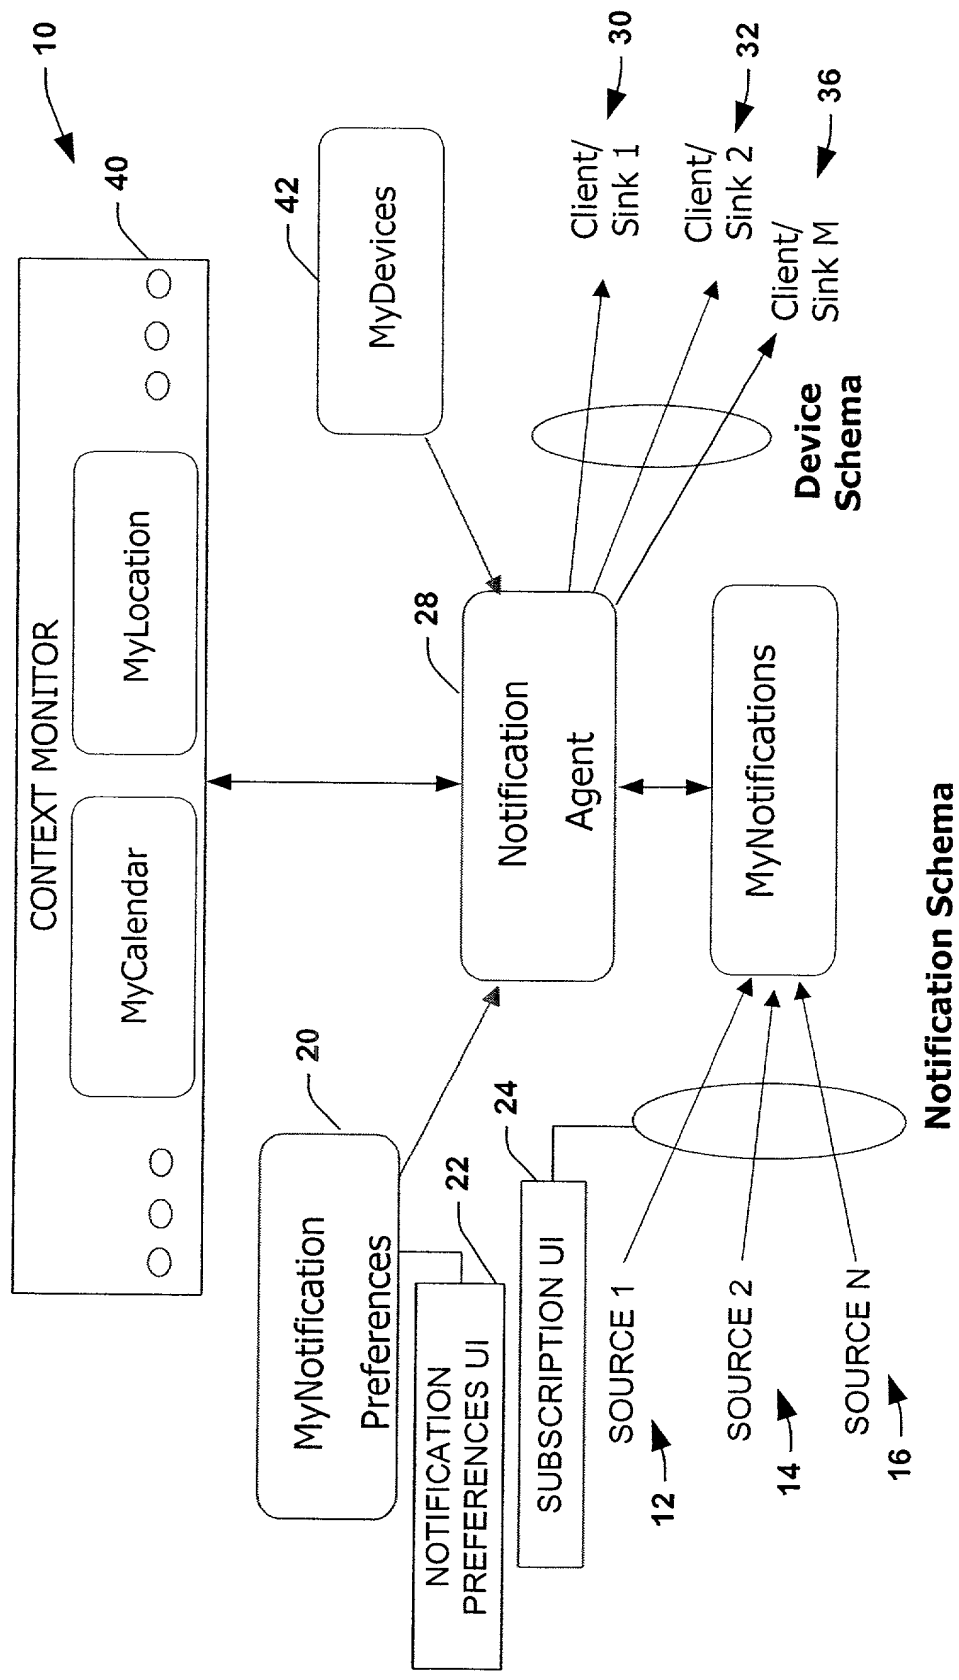 10
40
CONTEXT MONITOR
MyCalendar
MyLocation
20
MyNotification
Preferences
42
MyDevices
22
NOTIFICATION
PREFERENCES UI
24
SUBSCRIPTION UI
28
Notification
Agent
30
Client/
Sink 1
32
Client/
Sink 2
36
Client/
Sink M
Device
Schema
SOURCE 1
12
SOURCE 2
14
SOURCE N
16
MyNotifications
Notification Schema